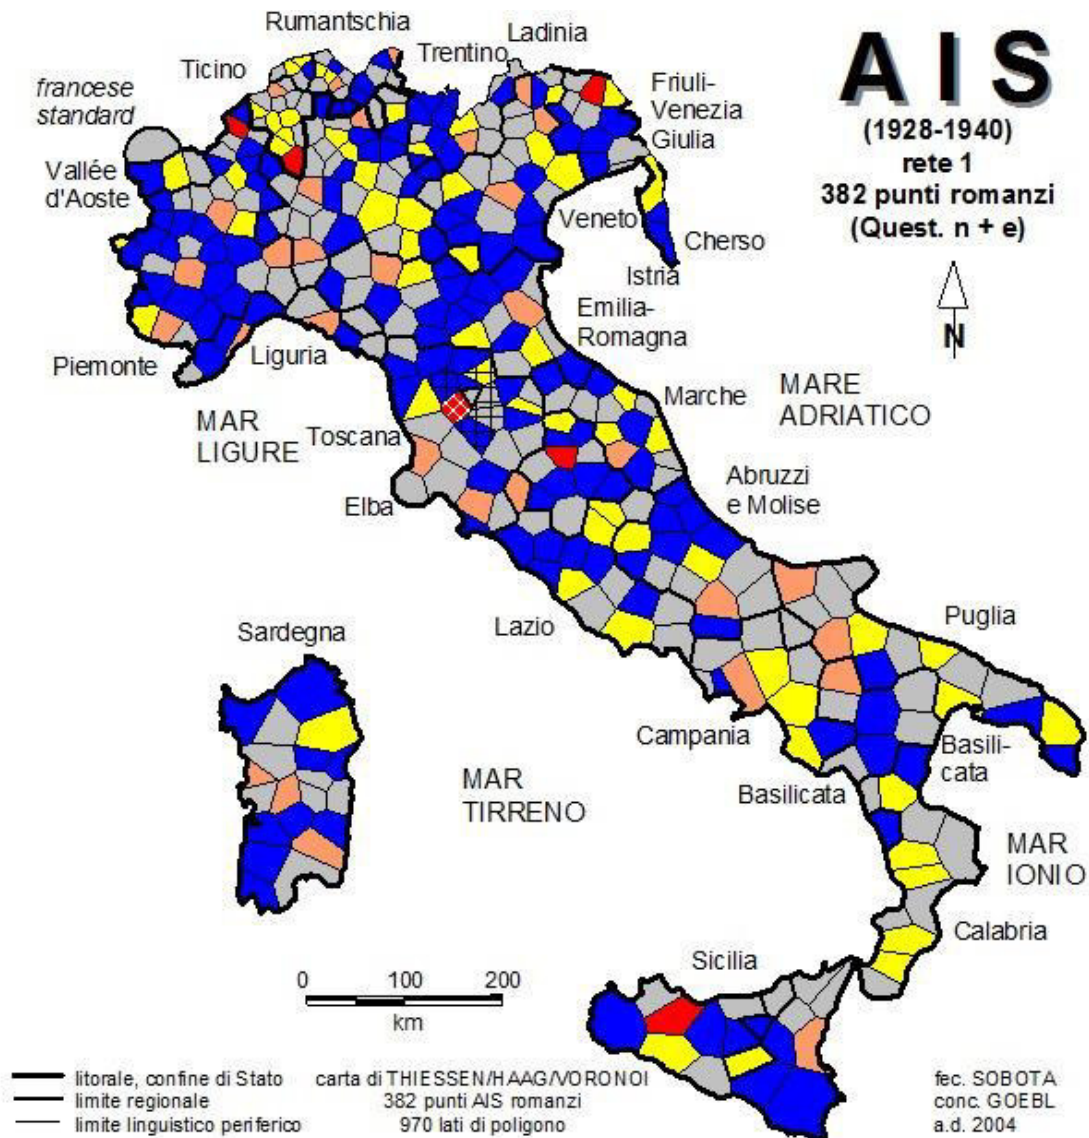 Rumantschia
Ladinia
Trentino
Ticino
francese
standard
Friuli-
Venezia
Giulia
Vallée
d'Aoste
Veneto
Cherso
Istria
Emilia-
Romagna
Piemonte
Liguria
Marche
MARE
ADRIATICO
MAR
LIGURE
Toscana
Elba
Abruzzi
e Molise
Lazio
Puglia
Sardegna
Campania
Basili-
cata
Basilicata
MAR
TIRRENO
MAR
IONIO
Calabria
Sicilia
A I S
(1928-1940)
rete 1
382 punti romanzi
(Quest. n + e)
N
0 100 200
km
litorale, confine di Stato
limite regionale
limite linguistico periferico
carta di THIESSEN/HAAG/VORONOI
382 punti AIS romanzi
970 lati di poligono
fec. SOBOTA
conc. GOEBL
a.d. 2004